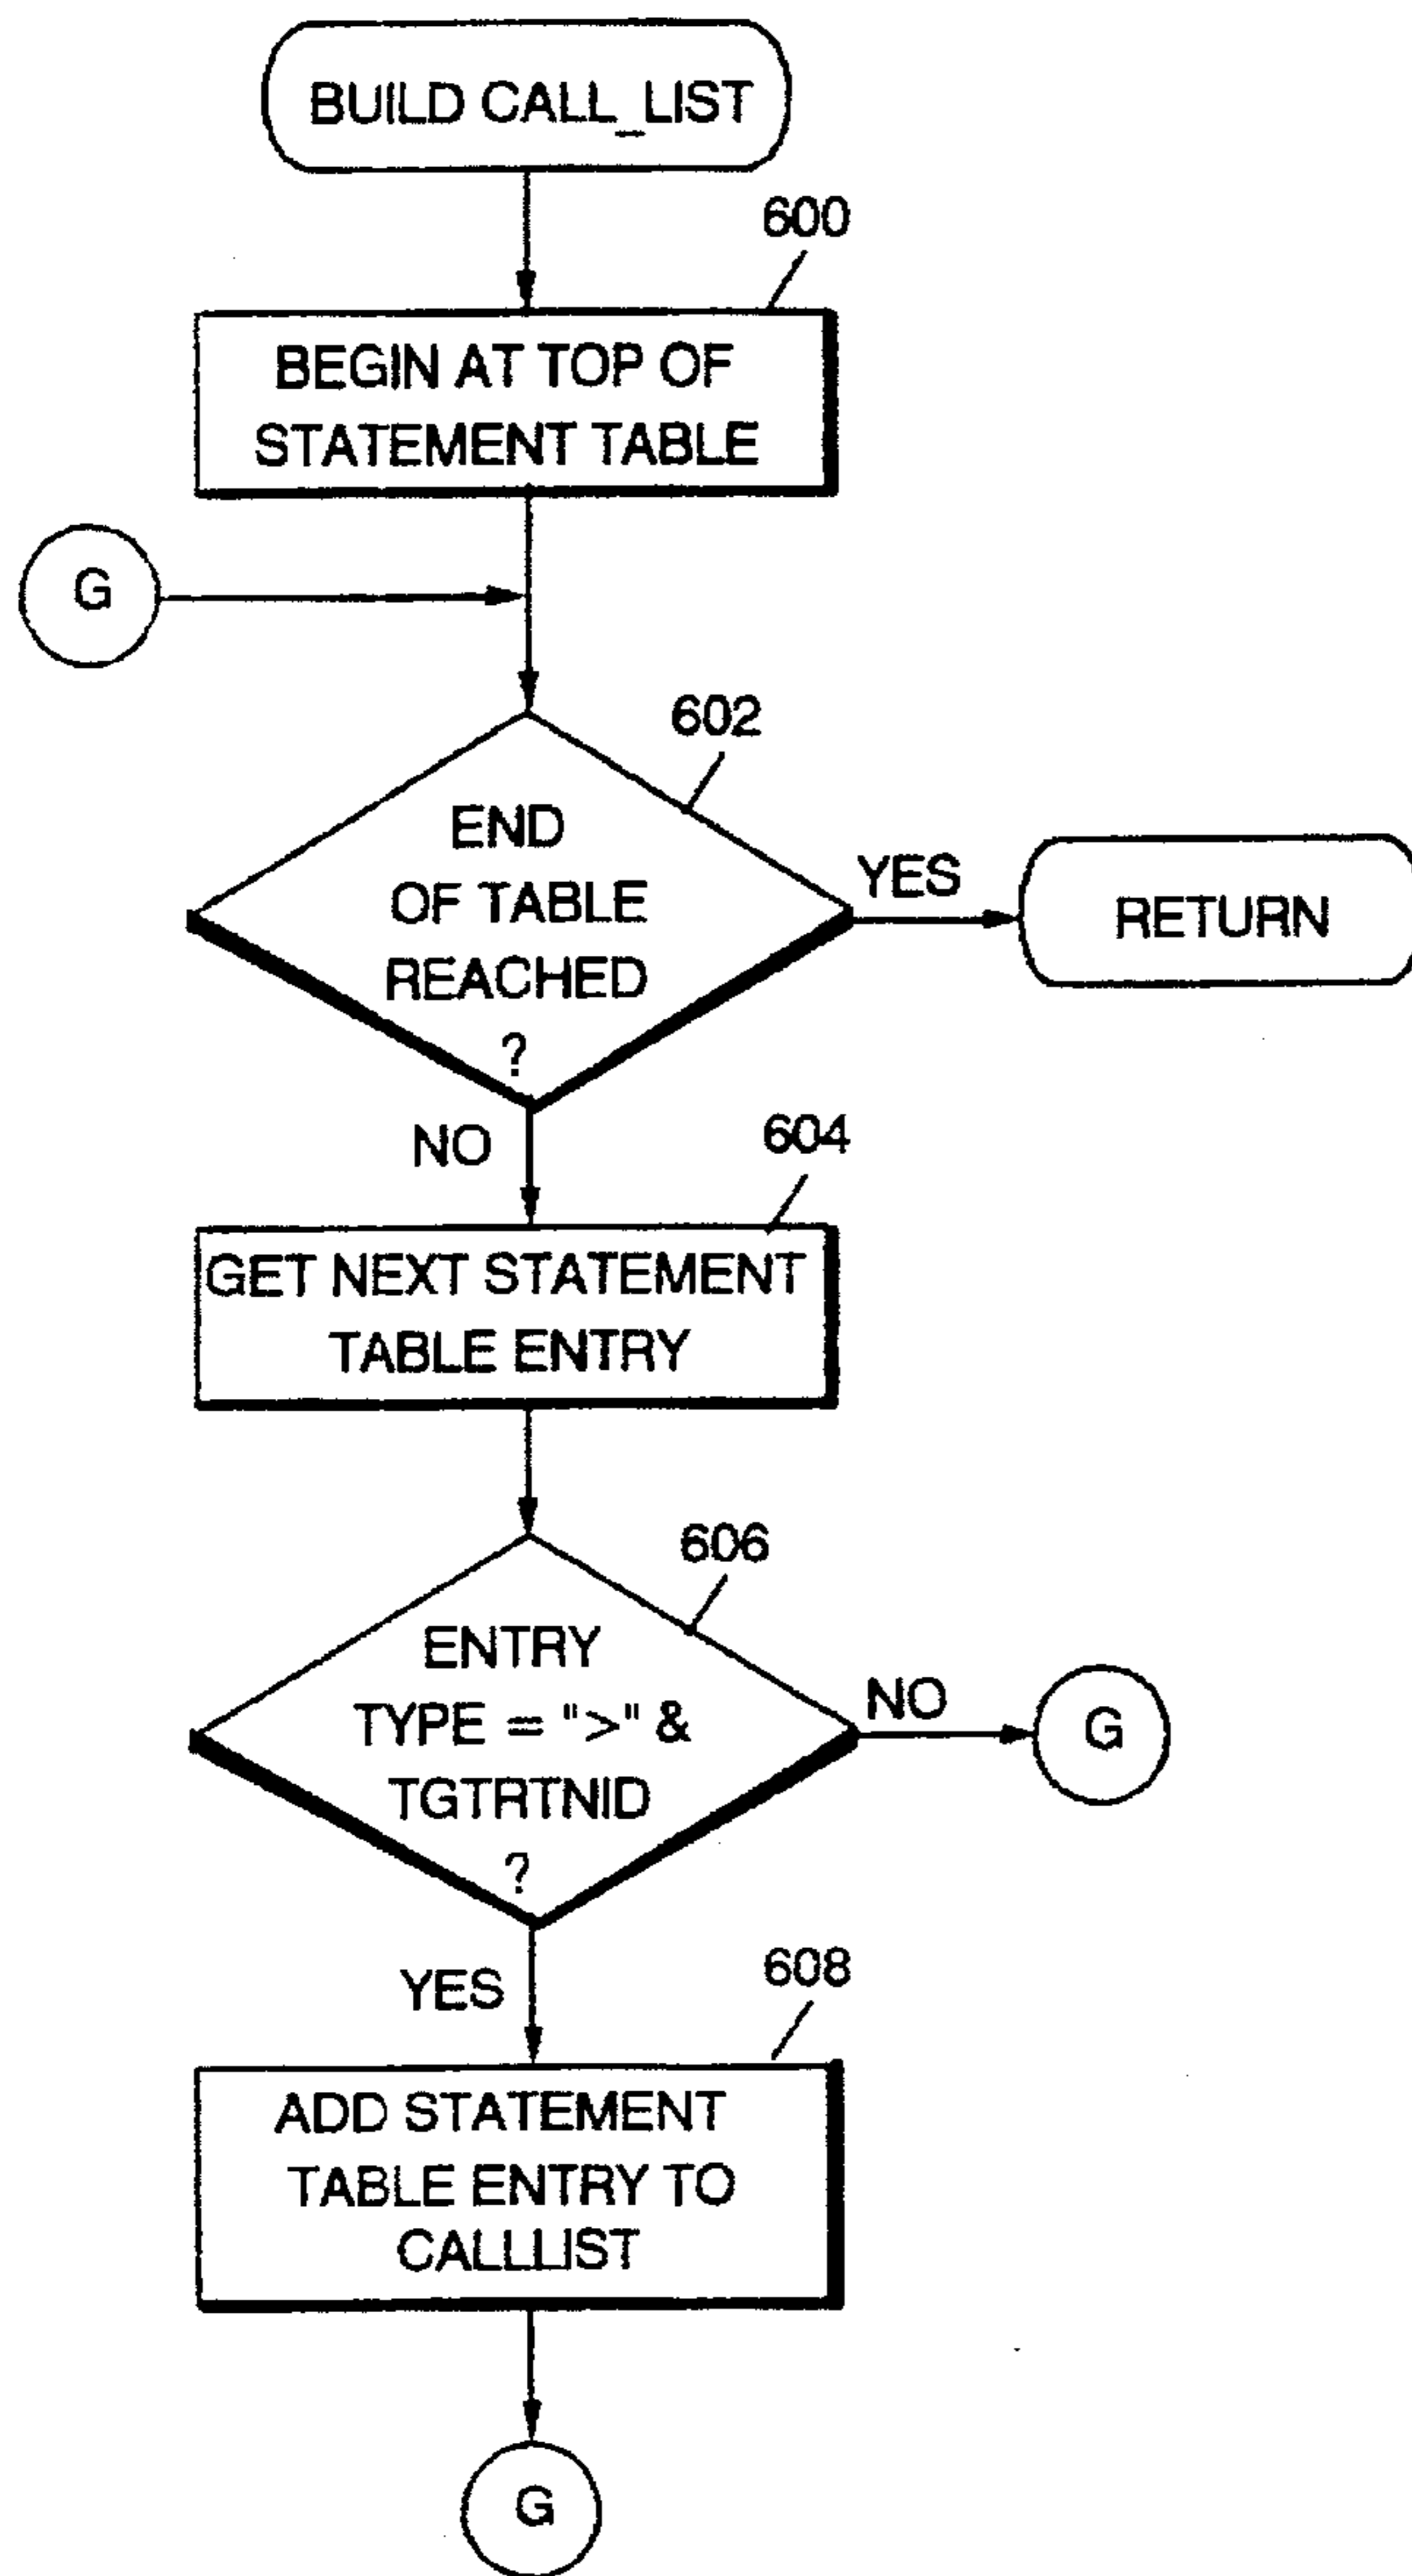 BUILD CALL_LIST
600
BEGIN AT TOP OF
STATEMENT TABLE
G
602
END
OF TABLE
REACHED
?
YES
RETURN
NO
604
GET NEXT STATEMENT
TABLE ENTRY
606
ENTRY
TYPE = ">" &
TGTRTNID
?
NO
G
YES
608
ADD STATEMENT
TABLE ENTRY TO
CALLLIST
G